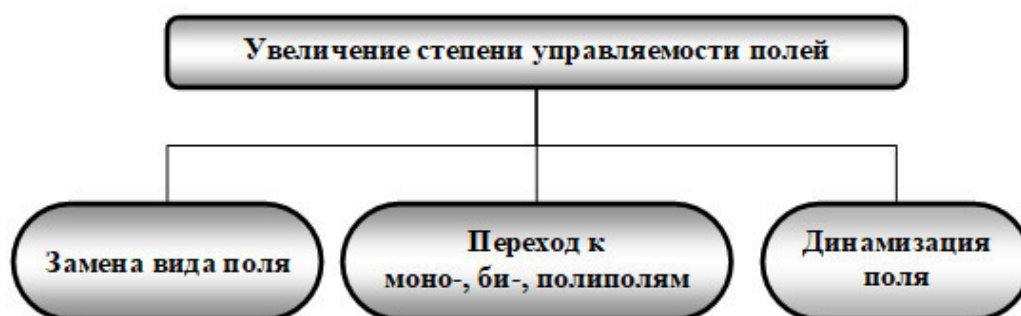 Увеличение степени управляемости полей
Замена вида поля
Переход к
моно-, би-, полиполям
Динамизация
поля